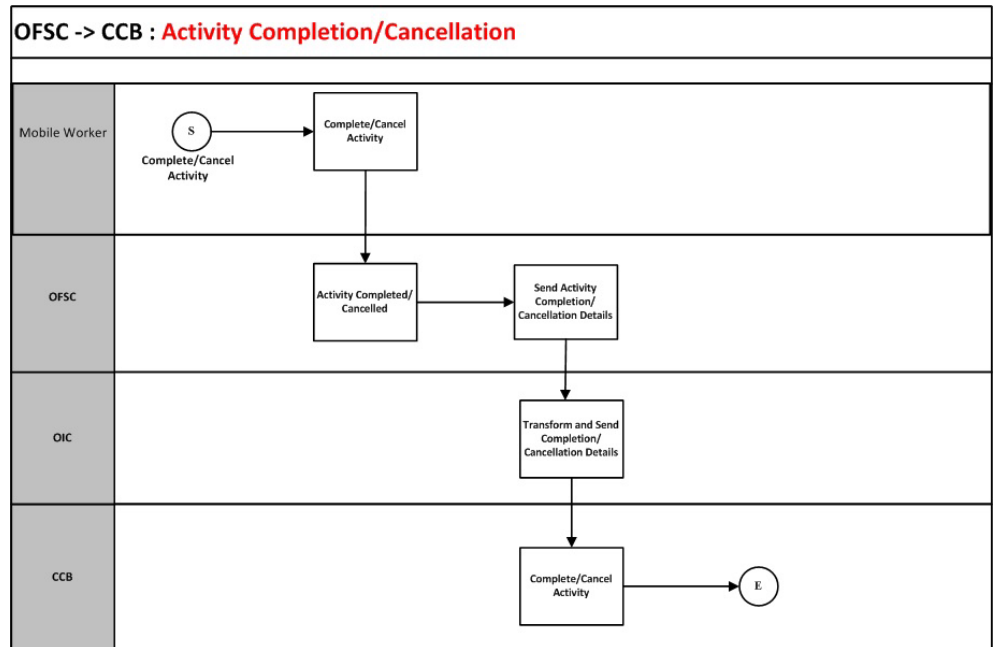 OFSC -> CCB : Activity Completion/Cancellation
Mobile Worker
S
Complete/Cancel
Activity
Complete/Cancel
Activity
OFSC
Activity Completed/
Cancelled
Send Activity
Completion/
Cancellation Details
OIC
Transform and Send
Completion/
Cancellation Details
CCB
Complete/Cancel
Activity
E